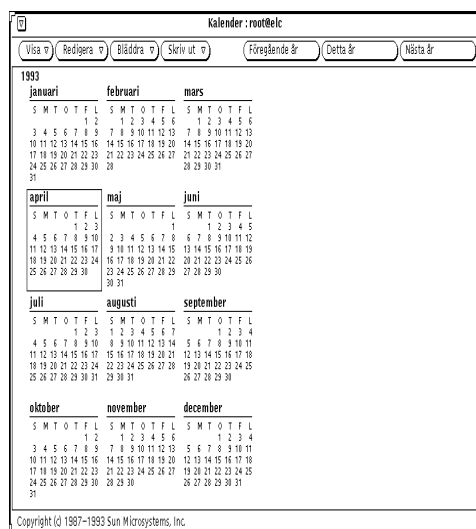 Kalender : root@elc
Visa Redigera Bläddra Skriv ut Föregående år Detta år Nästa år
1993
januari februari mars
S M T O T F L S M T O T F L S M T O T F L
1 2 1 2 3 4 5 6 1 2 3 4 5 6
3 4 5 6 7 8 9 7 8 9 10 11 12 13 7 8 9 10 11 12 13
10 11 12 13 14 15 16 14 15 16 17 18 19 20 14 15 16 17 18 19 20
17 18 19 20 21 22 23 21 22 23 24 25 26 27 21 22 23 24 25 26 27
24 25 26 27 28 29 30 28 28 29 30 31
31
april maj juni
S M T O T F L S M T O T F L S M T O T F L
1 2 3 1 1 2 3 4 5
4 5 6 7 8 9 10 2 3 4 5 6 7 8 6 7 8 9 10 11 12
11 12 13 14 15 16 17 9 10 11 12 13 14 15 13 14 15 16 17 18 19
18 19 20 21 22 23 24 16 17 18 19 20 21 22 20 21 22 23 24 25 26
25 26 27 28 29 30 23 24 25 26 27 28 29 27 28 29 30
30 31
juli augusti september
S M T O T F L S M T O T F L S M T O T F L
1 2 3 1 2 3 4 5 6 7 1 2 3 4
4 5 6 7 8 9 10 8 9 10 11 12 13 14 5 6 7 8 9 10 11
11 12 13 14 15 16 17 15 16 17 18 19 20 21 12 13 14 15 16 17 18
18 19 20 21 22 23 24 22 23 24 25 26 27 28 19 20 21 22 23 24 25
25 26 27 28 29 30 31 29 30 31 26 27 28 29 30
oktober november december
S M T O T F L S M T O T F L S M T O T F L
1 2 1 2 3 4 5 6 1 2 3 4
3 4 5 6 7 8 9 7 8 9 10 11 12 13 5 6 7 8 9 10 11
10 11 12 13 14 15 16 14 15 16 17 18 19 20 12 13 14 15 16 17 18
17 18 19 20 21 22 23 21 22 23 24 25 26 27 19 20 21 22 23 24 25
24 25 26 27 28 29 30 28 29 30 26 27 28 29 30 31
31
Copyright (c) 1987-1993 Sun Microsystems, Inc.